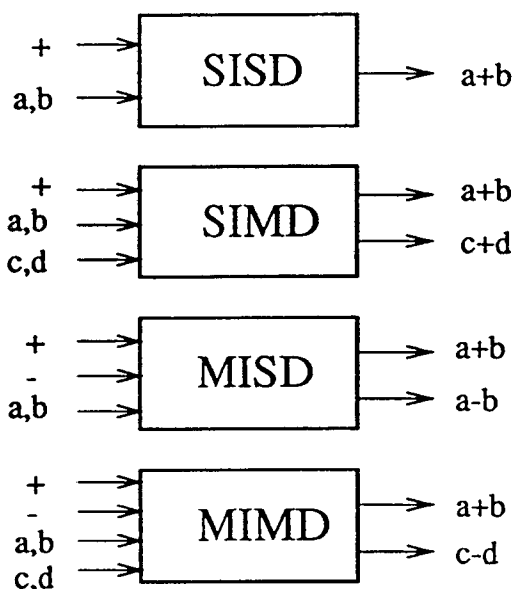 +
a,b
SISD
a+b
+
a,b
c,d
SIMD
a+b
c+d
+
-
a,b
MISD
a+b
a-b
+
-
a,b
c,d
MIMD
a+b
c-d